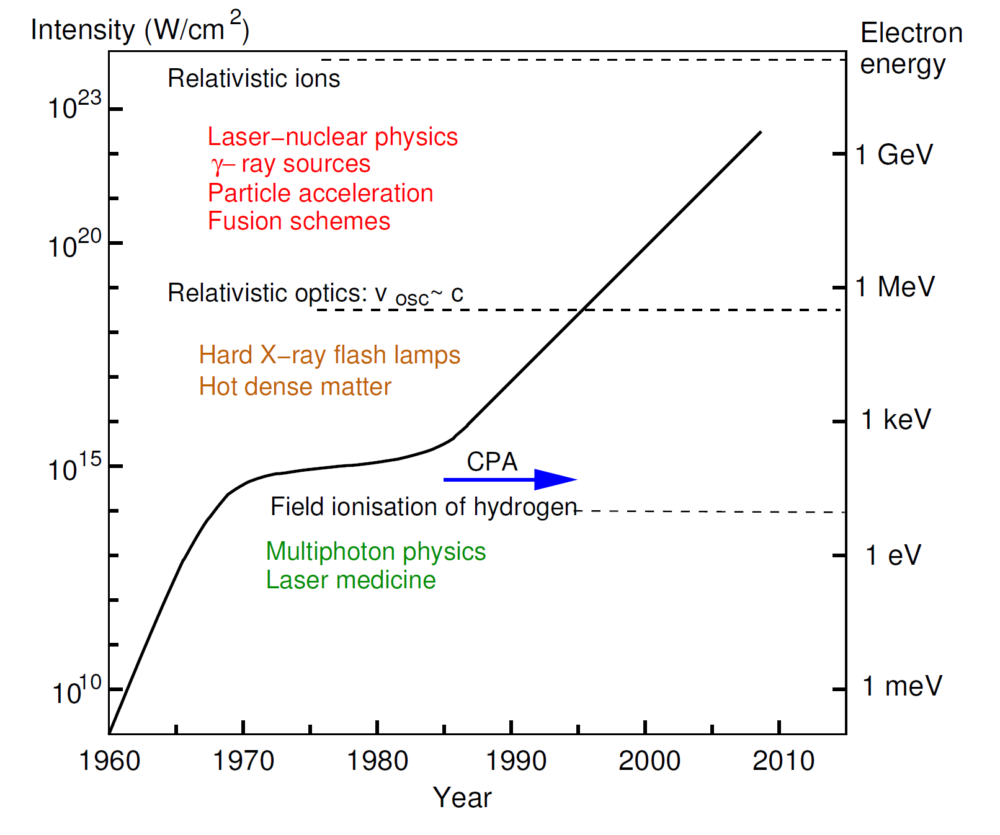 Intensity (W/cm²)
Electron
energy
Relativistic ions
10²³
Laser–nuclear physics
1 GeV
γ– ray sources
Particle acceleration
Fusion schemes
10²⁰
Relativistic optics: v osc~ c
1 MeV
Hard X–ray flash lamps
Hot dense matter
1 keV
10¹⁵
CPA
Field ionisation of hydrogen
Multiphoton physics
1 eV
Laser medicine
10¹⁰
1 meV
1960 1970 1980 1990 2000 2010
Year